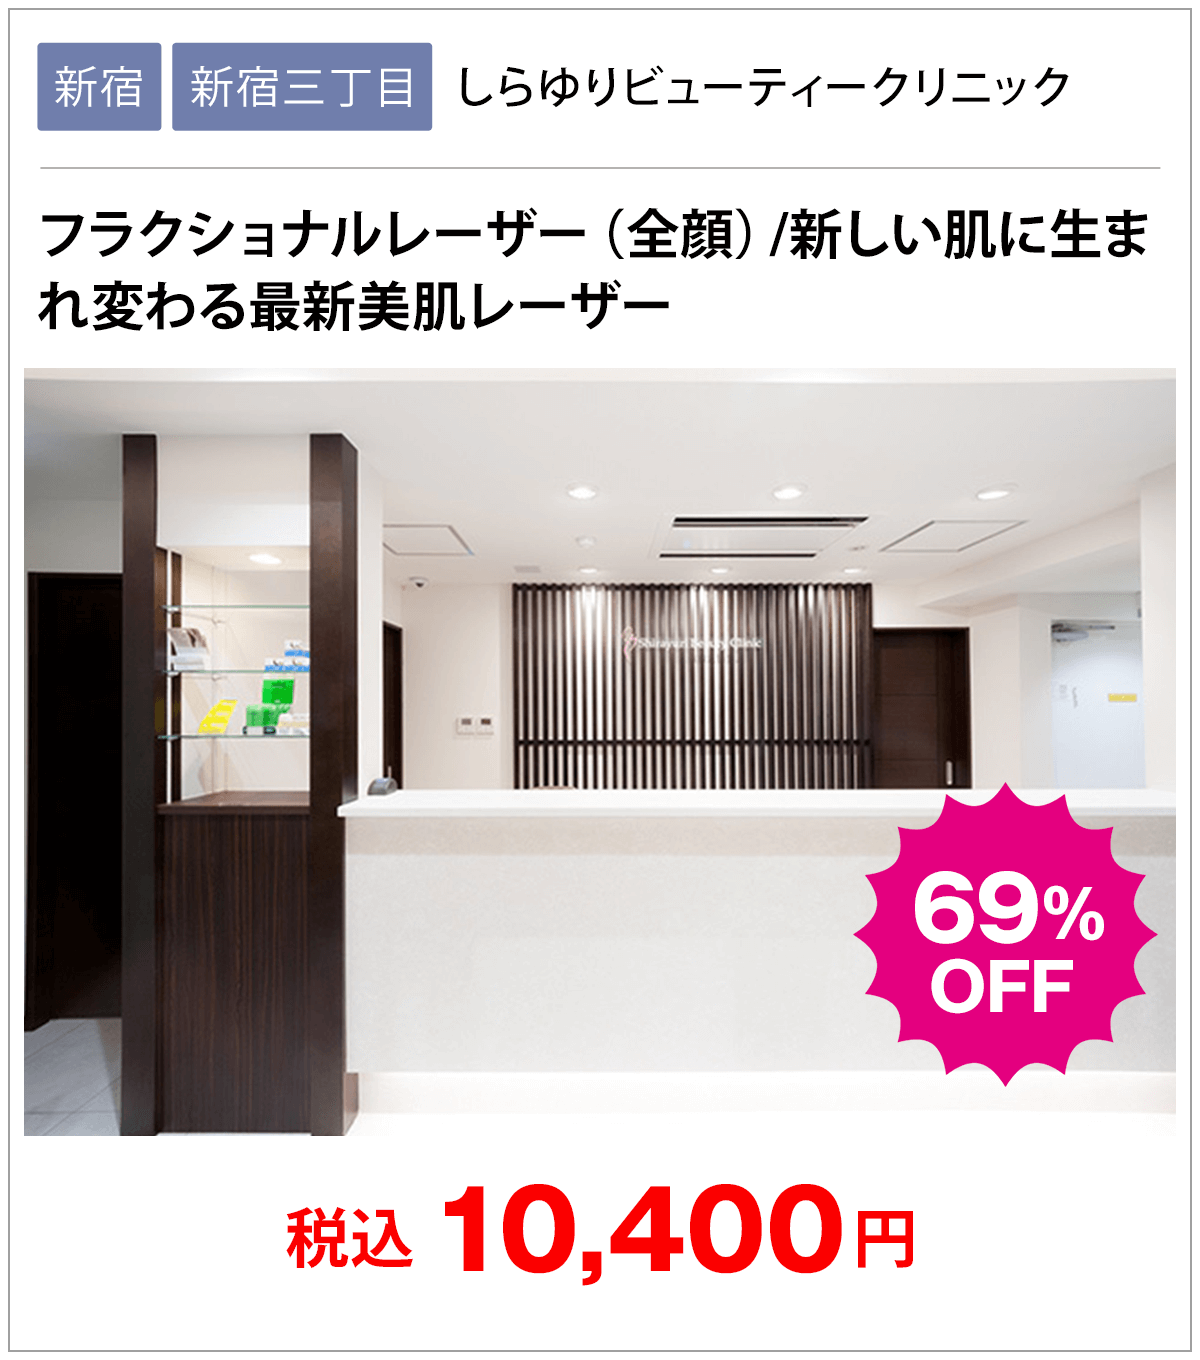 新宿 新宿三丁目 しらゆりビューティークリニック
フラクショナルレーザー（全顔）/新しい肌に生ま
れ変わる最新美肌レーザー
Shirayuri Beauty Clinic
69%
OFF
税込 10,400円